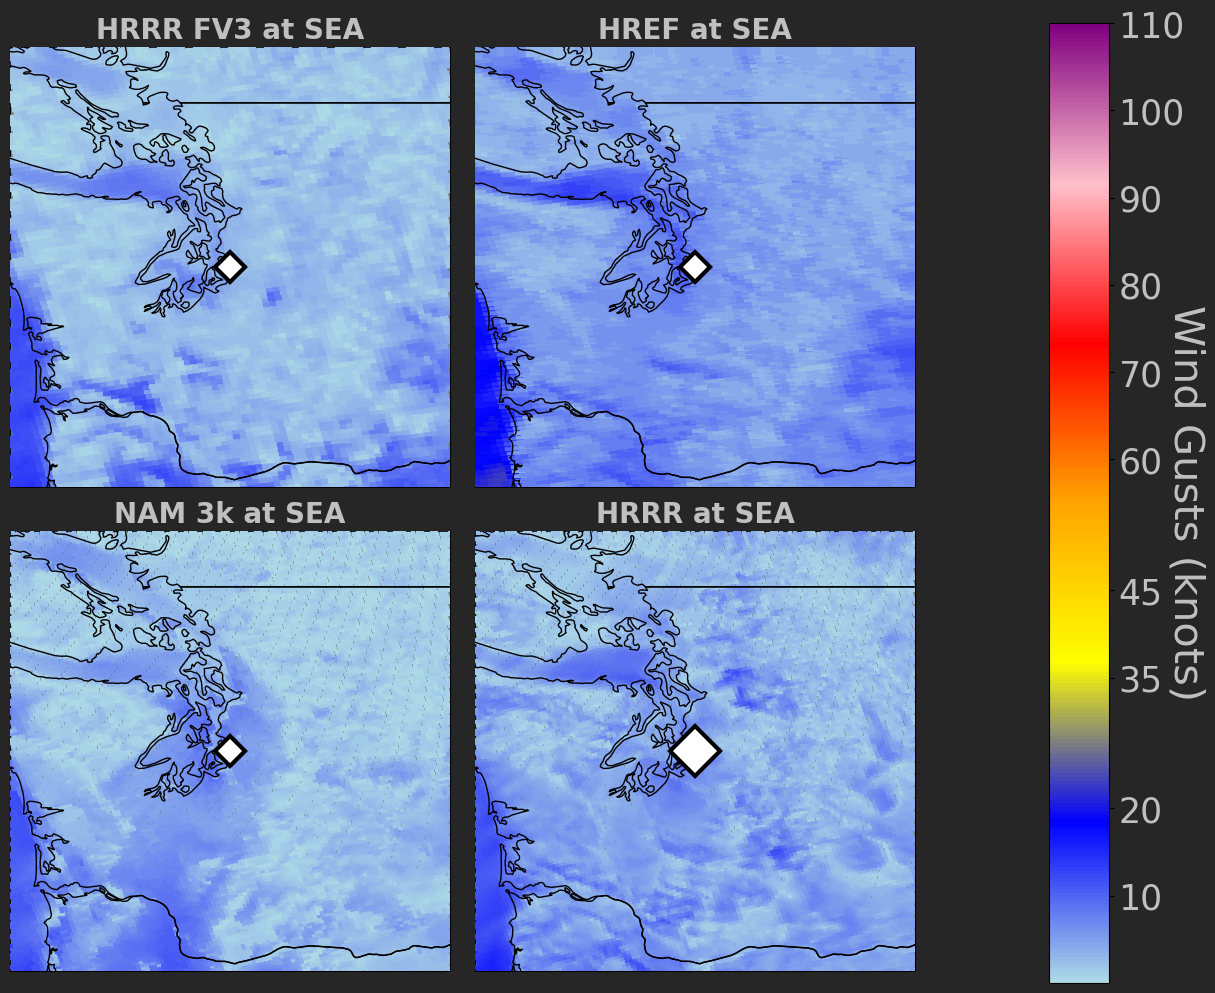 HRRR FV3 at SEA
HREF at SEA
NAM 3k at SEA
HRRR at SEA
110
100
90
80
70
60
45
35
20
10
Wind Gusts (knots)